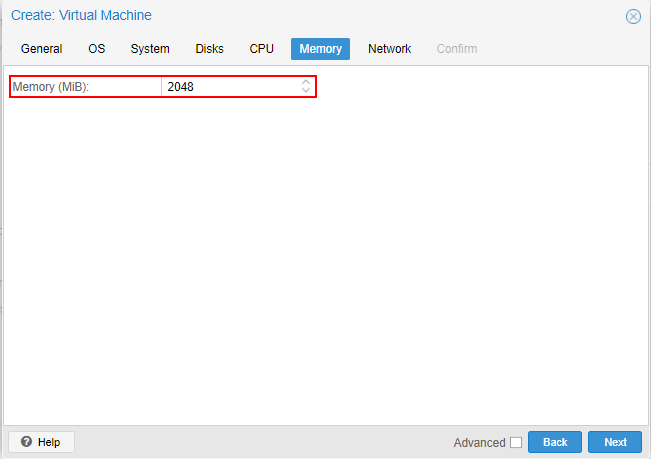 Create: Virtual Machine
General OS System Disks CPU Memory Network Confirm
Memory (MiB): 2048
Help Advanced Back Next